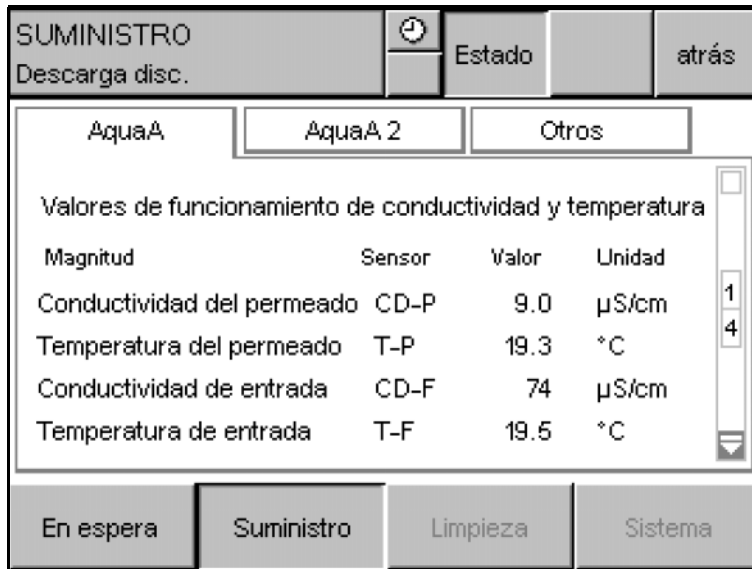 SUMINISTRO
Descarga disc.
Estado
atrás
AquaA
AquaA 2
Otros
Valores de funcionamiento de conductividad y temperatura
Magnitud Sensor Valor Unidad
Conductividad del permeado CD-P 9.0 µS/cm
Temperatura del permeado T-P 19.3 °C
Conductividad de entrada CD-F 74 µS/cm
Temperatura de entrada T-F 19.5 °C
1
4
En espera
Suministro
Limpieza
Sistema